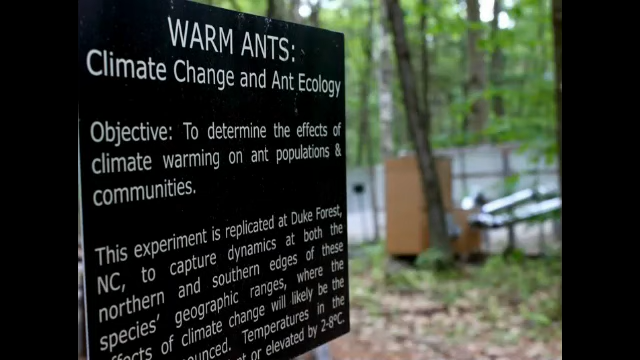 WARM ANTS:
Climate Change and Ant Ecology
Objective: To determine the effects of
climate warming on ant populations &
communities.
This experiment is replicated at Duke Forest,
NC, to capture dynamics at both the
northern and southern edges of these
species' geographic ranges, where the
effects of climate change will likely be the
Temperatures in the
or elevated by 2-8ºC.